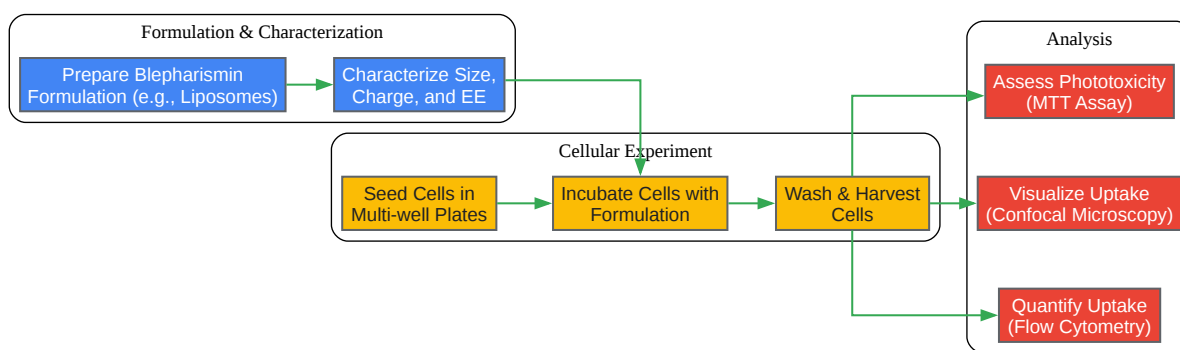 Formulation & Characterization
Prepare Blepharismin
Formulation (e.g., Liposomes)
Characterize Size,
Charge, and EE
Cellular Experiment
Seed Cells in
Multi-well Plates
Incubate Cells with
Formulation
Wash & Harvest
Cells
Analysis
Assess Phototoxicity
(MTT Assay)
Visualize Uptake
(Confocal Microscopy)
Quantify Uptake
(Flow Cytometry)